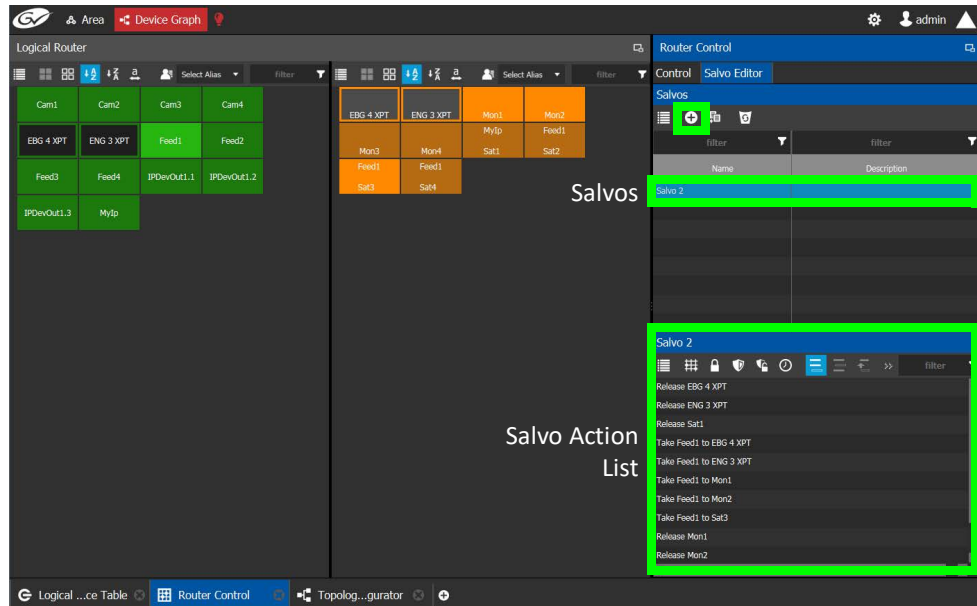 GV Area Device Graph admin
Logical Router
Router Control
Select Alias filter
Select Alias filter
Control Salvo Editor
Salvos
filter filter
Name Description
Salvo 2
Cam1 Cam2 Cam3 Cam4
EBG 4 XPT ENG 3 XPT Feed1 Feed2
Feed3 Feed4 IPDevOut1.1 IPDevOut1.2
IPDevOut1.3 MyIp
EBG 4 XPT ENG 3 XPT Mon1 Mon2
MyIp Feed1
Mon3 Mon4 Sat1 Sat2
Feed1 Feed1
Sat3 Sat4
Salvos
Salvo Action
List
Salvo 2
filter
Release EBG 4 XPT
Release ENG 3 XPT
Release Sat1
Take Feed1 to EBG 4 XPT
Take Feed1 to ENG 3 XPT
Take Feed1 to Mon1
Take Feed1 to Mon2
Take Feed1 to Sat3
Release Mon1
Release Mon2
Logical ...ce Table Router Control Topolog...gurator